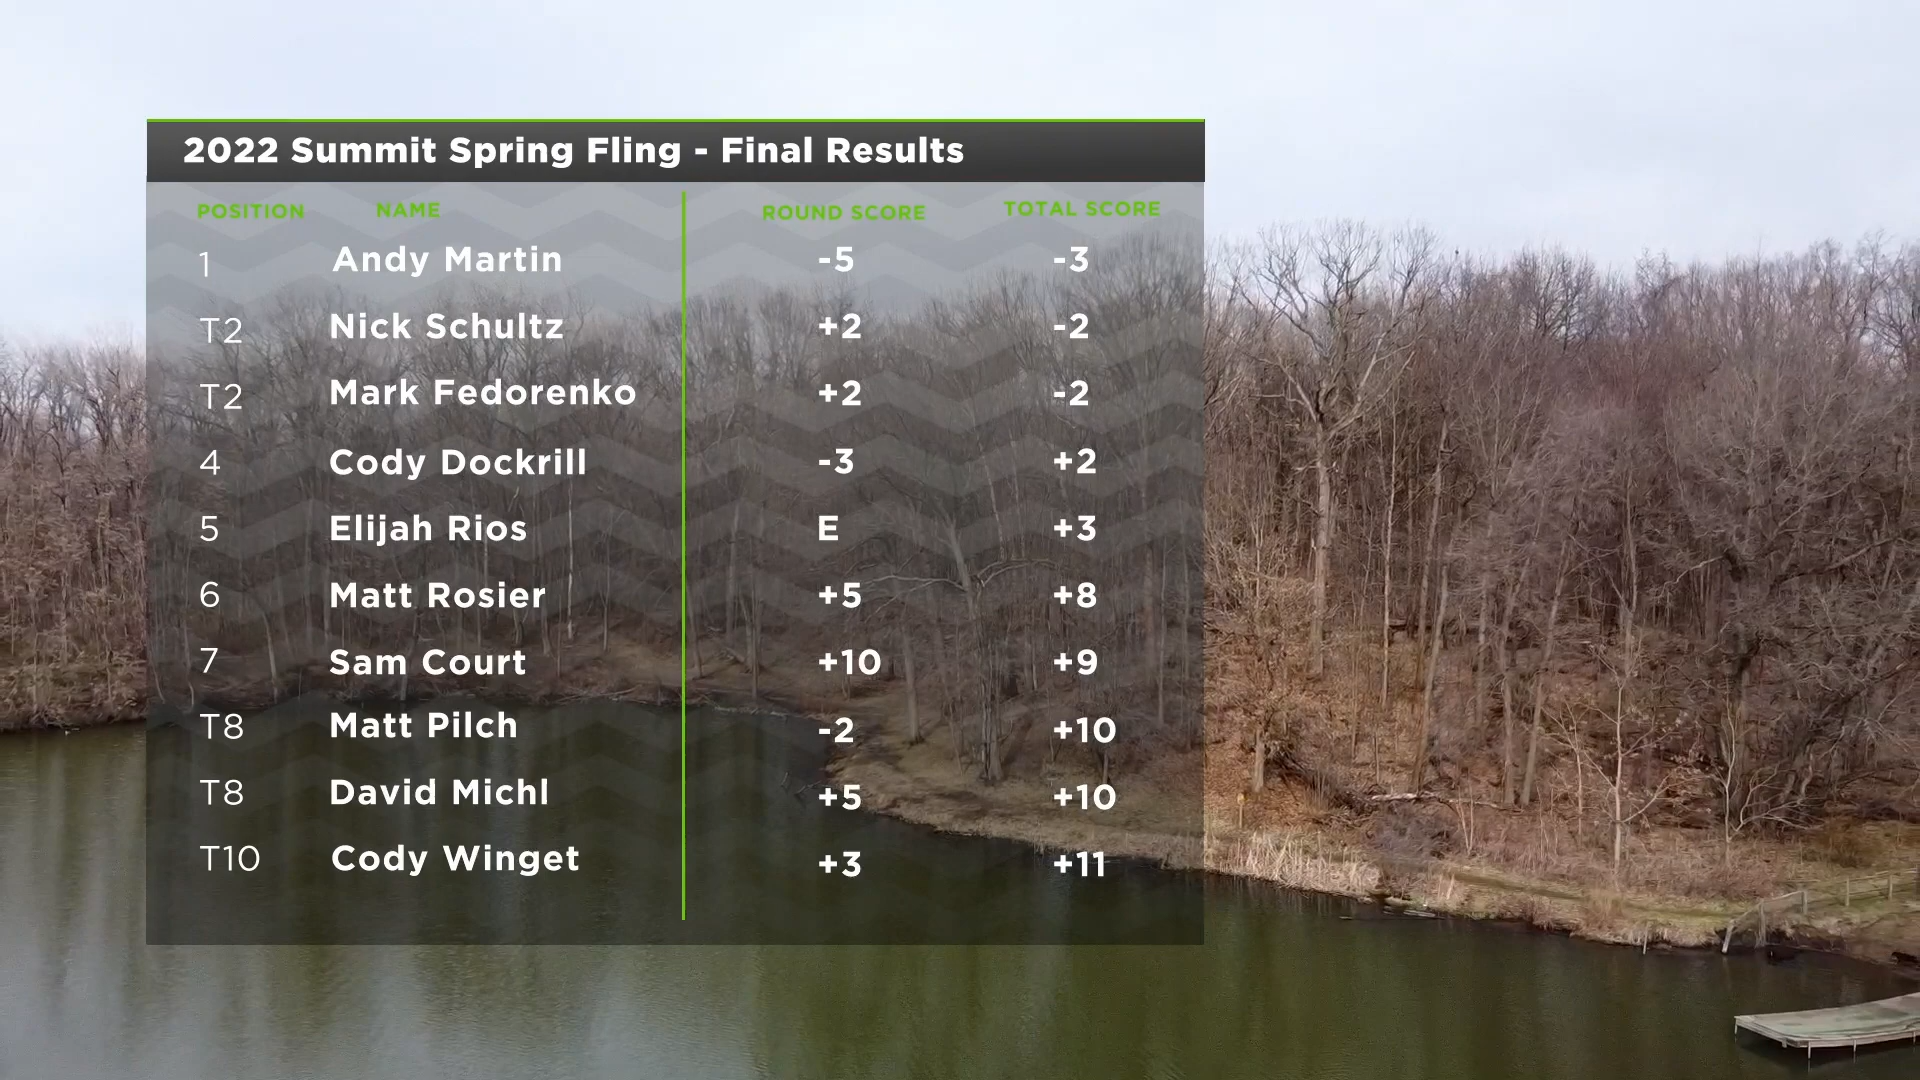 2022 Summit Spring Fling - Final Results
POSITION NAME ROUND SCORE TOTAL SCORE
1 Andy Martin -5 -3
T2 Nick Schultz +2 -2
T2 Mark Fedorenko +2 -2
4 Cody Dockrill -3 +2
5 Elijah Rios E +3
6 Matt Rosier +5 +8
7 Sam Court +10 +9
T8 Matt Pilch -2 +10
T8 David Michl +5 +10
T10 Cody Winget +3 +11